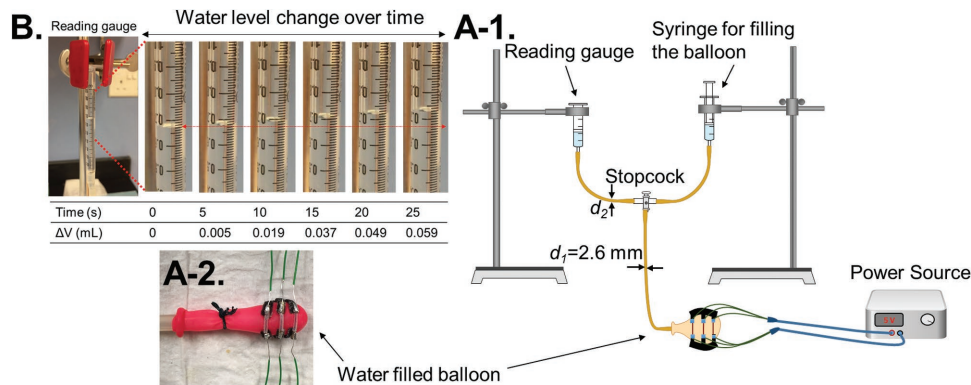 B.
Water level change over time
Reading gauge
Time (s) 0 5 10 15 20 25
ΔV (mL) 0 0.005 0.019 0.037 0.049 0.059
A-2.
Water filled balloon
A-1.
Reading gauge
Syringe for filling
the balloon
Stopcock
d2
d1=2.6 mm
Power Source
5V